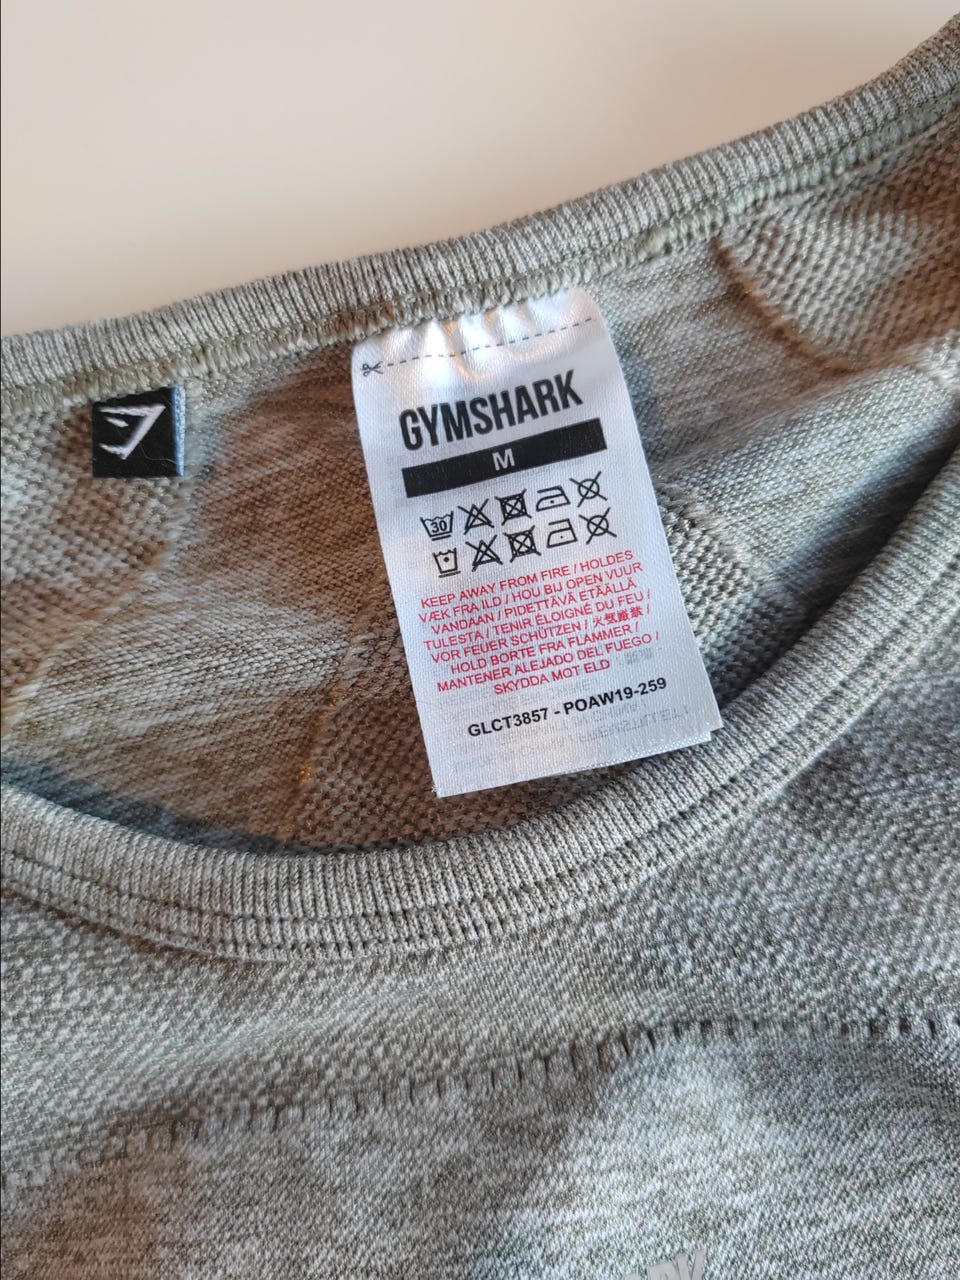 GYMSHARK
M
30
KEEP AWAY FROM FIRE / HOLDES
VÆK FRA ILD / HOU BIJ OPEN VUUR
VANDAAN / PIDETTÄVÄ ETÄÄLLÄ
TULESTA / TENIR ÉLOIGNÉ DU FEU /
VOR FEUER SCHÜTZEN / 火気厳禁 /
HOLD BORTE FRA FLAMMER /
MANTENER ALEJADO DEL FUEGO /
SKYDDA MOT ELD
GLCT3857 - POAW19-259